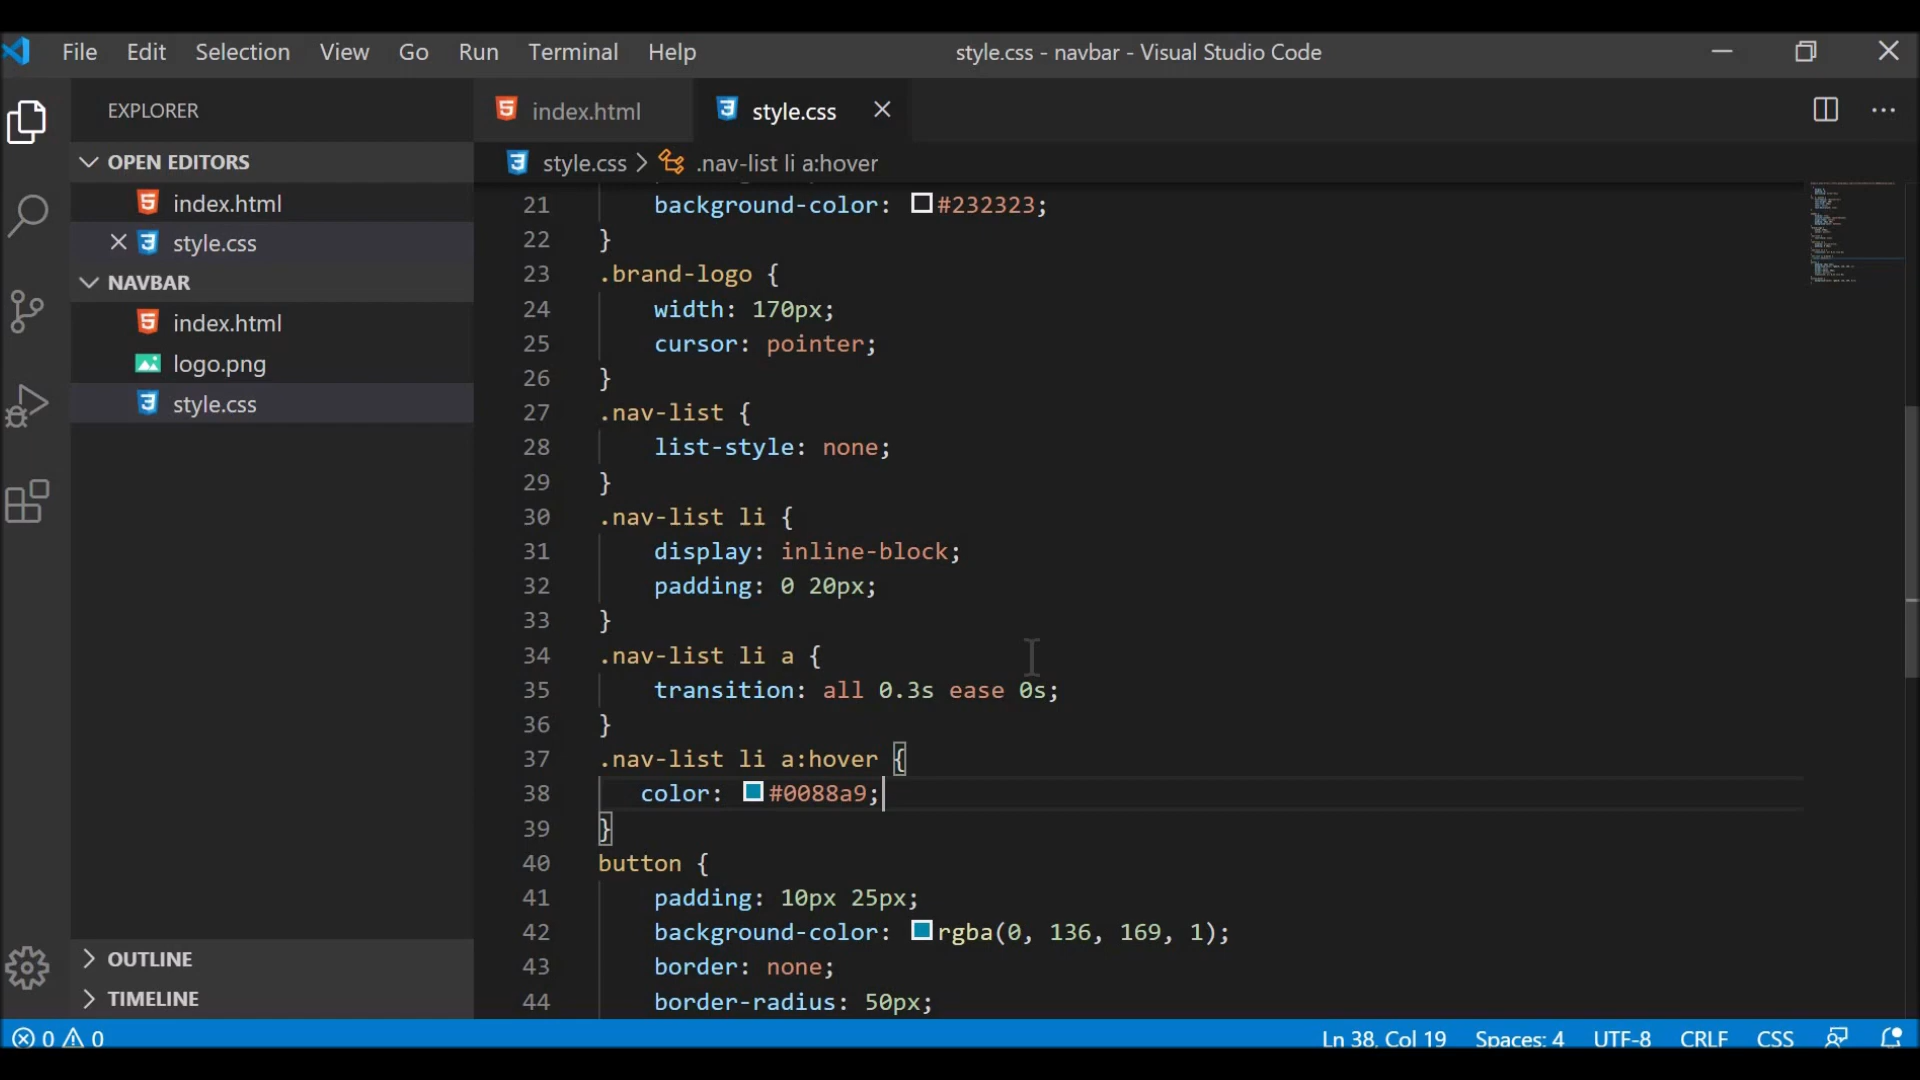 File Edit Selection View Go Run Terminal Help style.css - navbar - Visual Studio Code
EXPLORER
OPEN EDITORS
index.html
style.css
NAVBAR
index.html
logo.png
style.css
OUTLINE
TIMELINE
index.html style.css
style.css > .nav-list li a:hover
21 background-color: #232323;
22 }
23 .brand-logo {
24 width: 170px;
25 cursor: pointer;
26 }
27 .nav-list {
28 list-style: none;
29 }
30 .nav-list li {
31 display: inline-block;
32 padding: 0 20px;
33 }
34 .nav-list li a {
35 transition: all 0.3s ease 0s;
36 }
37 .nav-list li a:hover {
38 color: #0088a9;
39 }
40 button {
41 padding: 10px 25px;
42 background-color: rgba(0, 136, 169, 1);
43 border: none;
44 border-radius: 50px;
0 0 Ln 38, Col 19 Spaces: 4 UTF-8 CRLF CSS